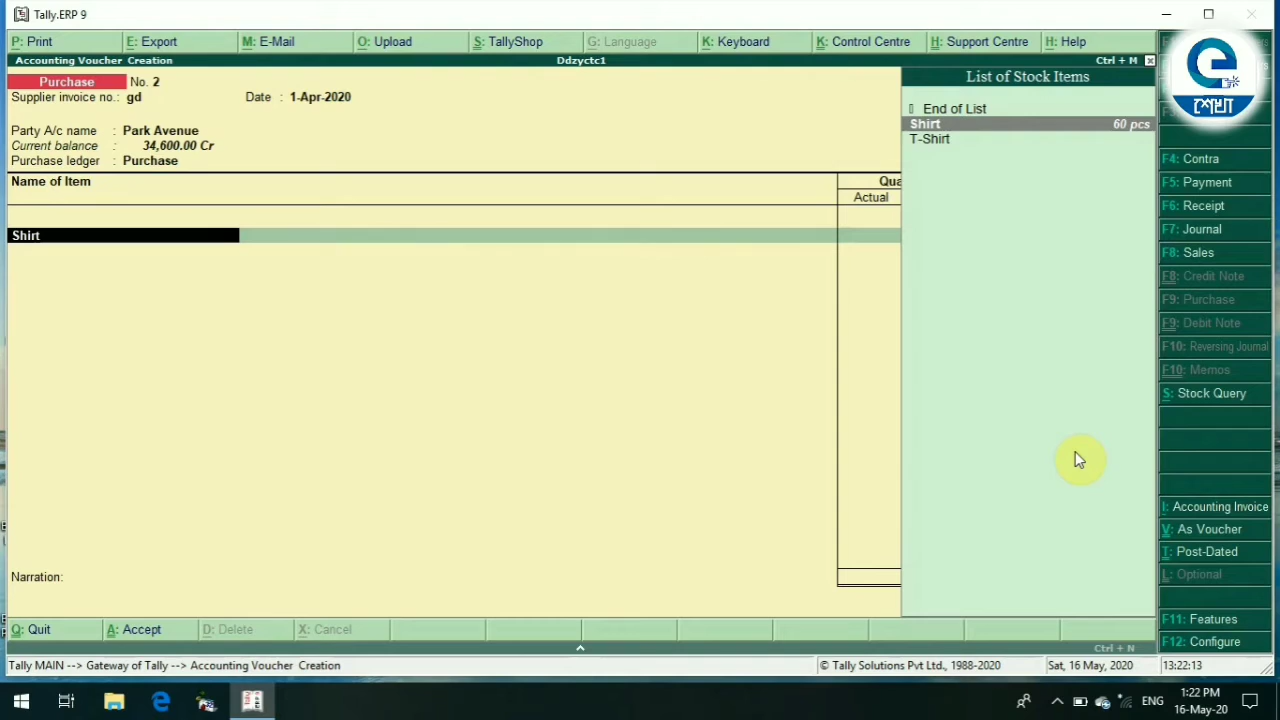 Tally.ERP 9
P: Print E: Export M: E-Mail O: Upload S: TallyShop G: Language K: Keyboard K: Control Centre H: Support Centre H: Help
Accounting Voucher Creation Ddzyctc1 Ctrl + M
Purchase No. 2
Supplier invoice no.: gd Date : 1-Apr-2020
Party A/c name : Park Avenue
Current balance : 34,600.00 Cr
Purchase ledger : Purchase
Name of Item Qua
Actual
Shirt
Narration:
List of Stock Items
End of List
Shirt 60 pcs
T-Shirt
e
শেখা
F4: Contra
F5: Payment
F6: Receipt
F7: Journal
F8: Sales
F8: Credit Note
F9: Purchase
F9: Debit Note
F10: Reversing Journal
F10: Memos
S: Stock Query
I: Accounting Invoice
V: As Voucher
T: Post-Dated
L: Optional
F11: Features
F12: Configure
Q: Quit A: Accept D: Delete X: Cancel
Ctrl + N
Tally MAIN --> Gateway of Tally --> Accounting Voucher Creation © Tally Solutions Pvt Ltd., 1988-2020 Sat, 16 May, 2020 13:22:13
ENG 1:22 PM
16-May-20